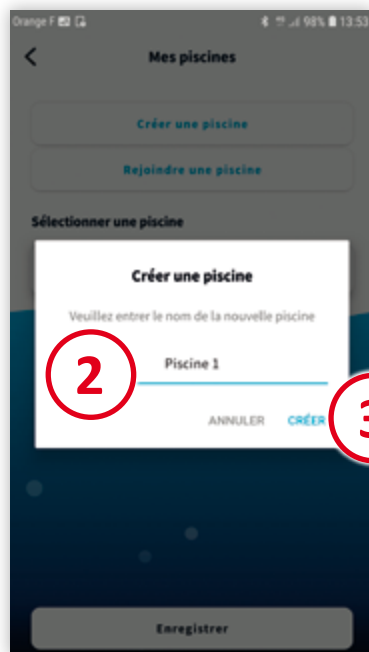 Orange F 98% 13:53
Mes piscines
Créer une piscine
Rejoindre une piscine
Sélectionner une piscine
Créer une piscine
Veuillez entrer le nom de la nouvelle piscine
2
Piscine 1
ANNULER CRÉER
3
Enregistrer